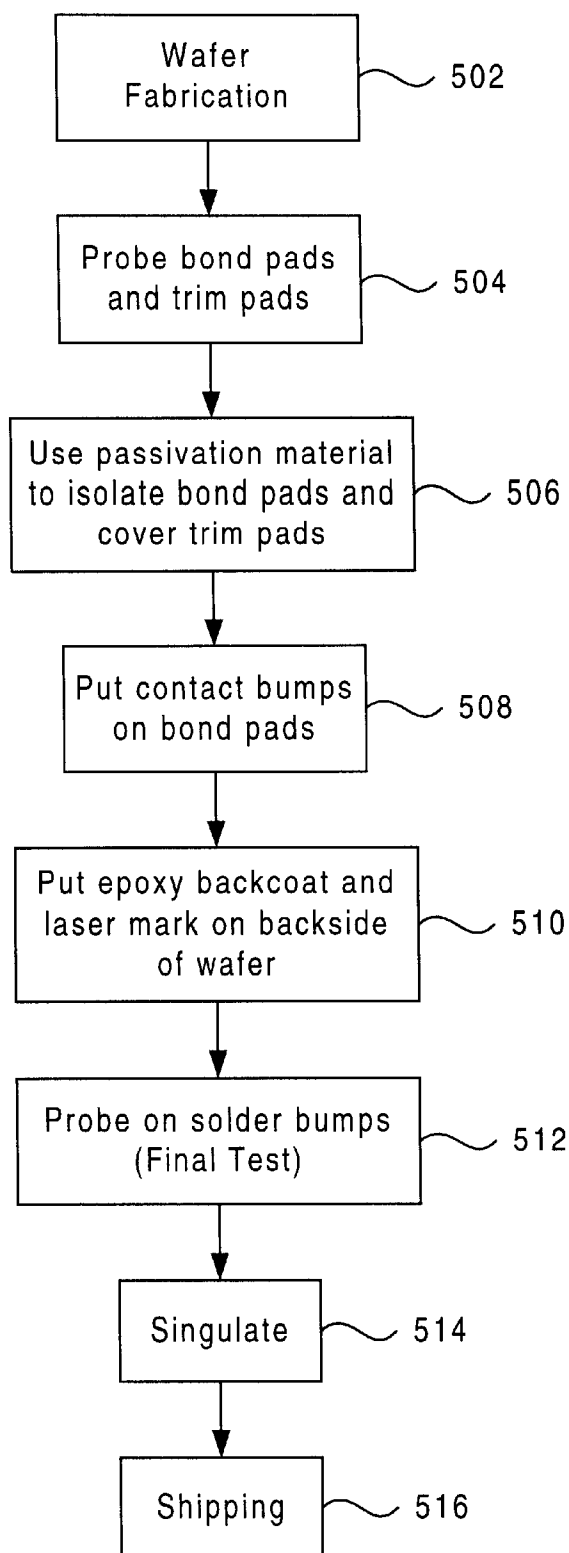 Wafer
Fabrication
502
Probe bond pads
and trim pads
504
Use passivation material
to isolate bond pads and
cover trim pads
506
Put contact bumps
on bond pads
508
Put epoxy backcoat and
laser mark on backside
of wafer
510
Probe on solder bumps
(Final Test)
512
Singulate
514
Shipping
516